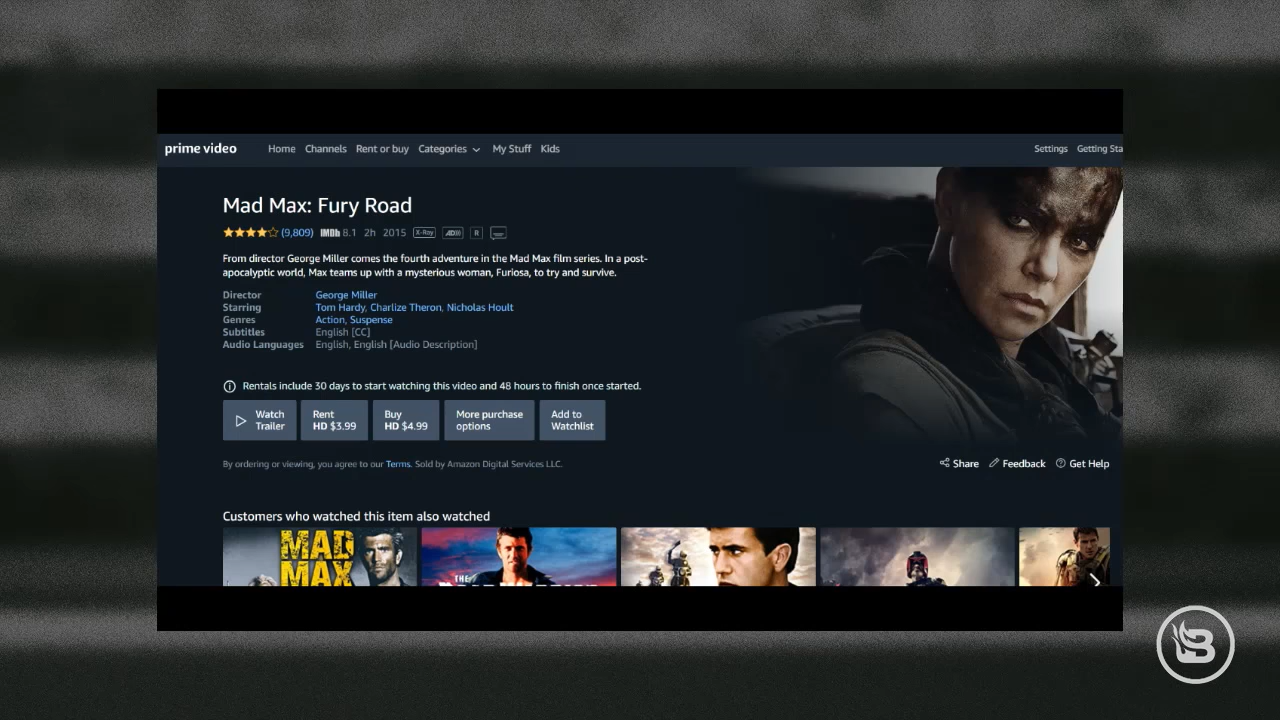 prime video
Home Channels Rent or buy Categories My Stuff Kids
Settings Getting Sta
Mad Max: Fury Road
(9,809) IMDb 8.1 2h 2015 X-Ray AD R
From director George Miller comes the fourth adventure in the Mad Max film series. In a post-
apocalyptic world, Max teams up with a mysterious woman, Furiosa, to try and survive.
Director George Miller
Starring Tom Hardy, Charlize Theron, Nicholas Hoult
Genres Action, Suspense
Subtitles English [CC]
Audio Languages English, English [Audio Description]
Rentals include 30 days to start watching this video and 48 hours to finish once started.
Watch
Trailer
Rent
HD $3.99
Buy
HD $4.99
More purchase
options
Add to
Watchlist
By ordering or viewing, you agree to our Terms. Sold by Amazon Digital Services LLC.
Share Feedback Get Help
Customers who watched this item also watched
MAD
MAX
THE
B